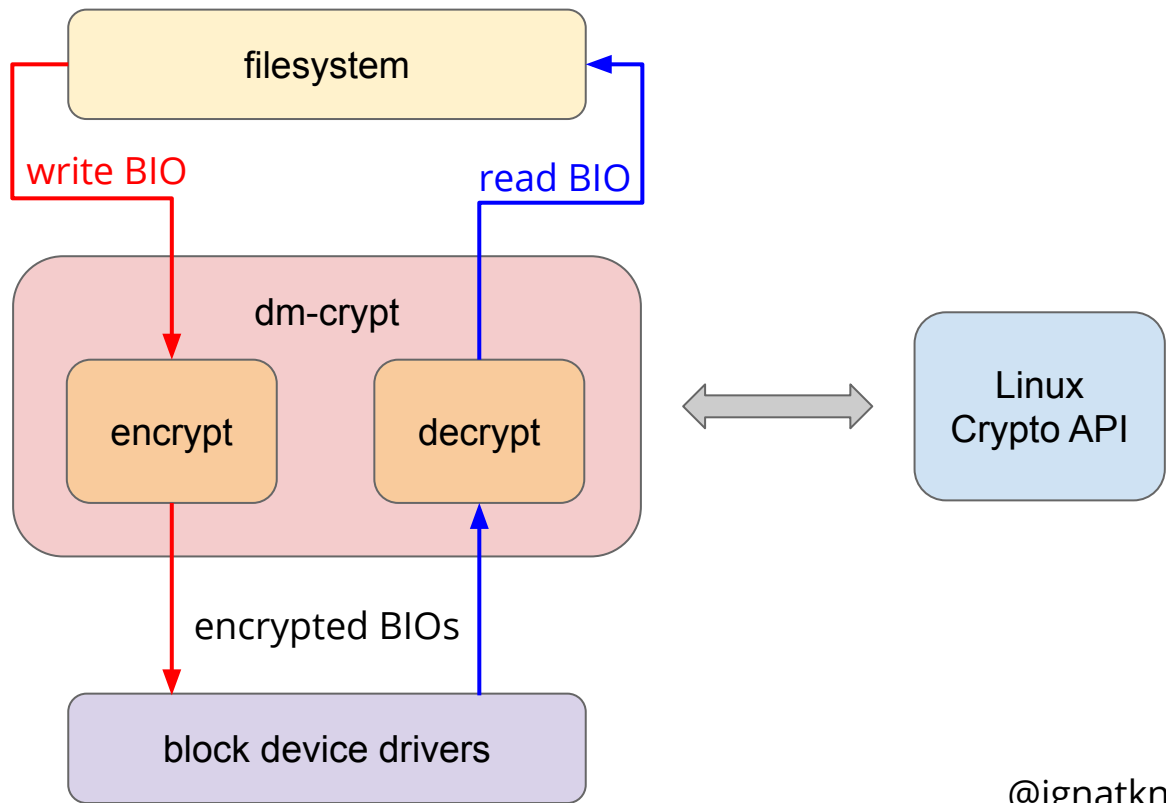 filesystem
write BIO
read BIO
dm-crypt
encrypt
decrypt
Linux
Crypto API
encrypted BIOs
block device drivers